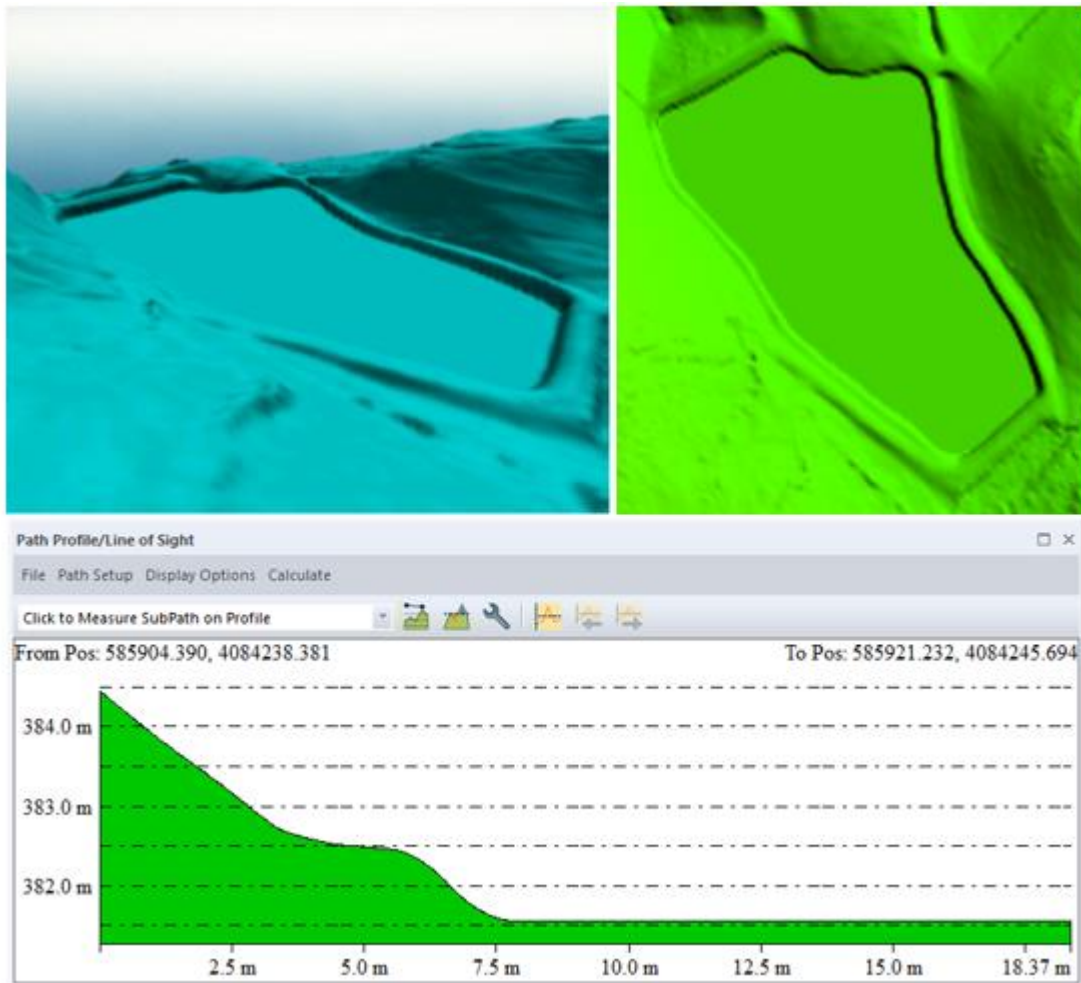 Path Profile/Line of Sight
File Path Setup Display Options Calculate
Click to Measure SubPath on Profile
From Pos: 585904.390, 4084238.381 To Pos: 585921.232, 4084245.694
384.0 m
383.0 m
382.0 m
2.5 m 5.0 m 7.5 m 10.0 m 12.5 m 15.0 m 18.37 m